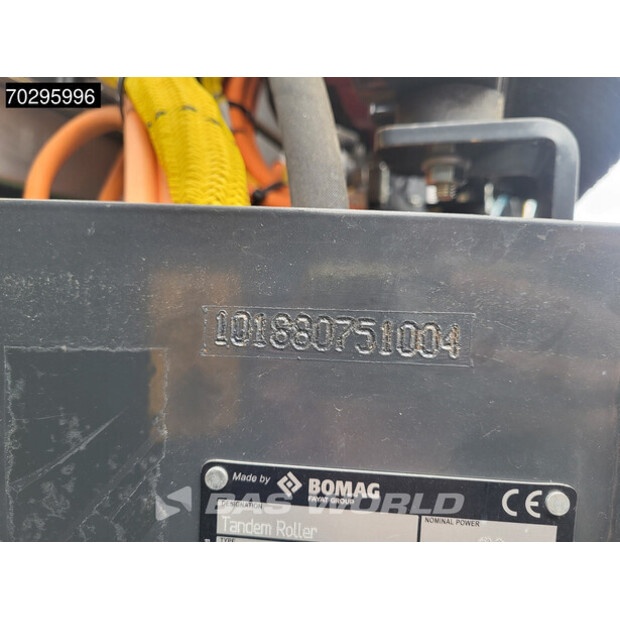 70295996
101880751004
Made by BOMAG
FAYAT GROUP
CE
BAS WORLD
DESIGNATION
Tandem Roller
NOMINAL POWER
TYPE